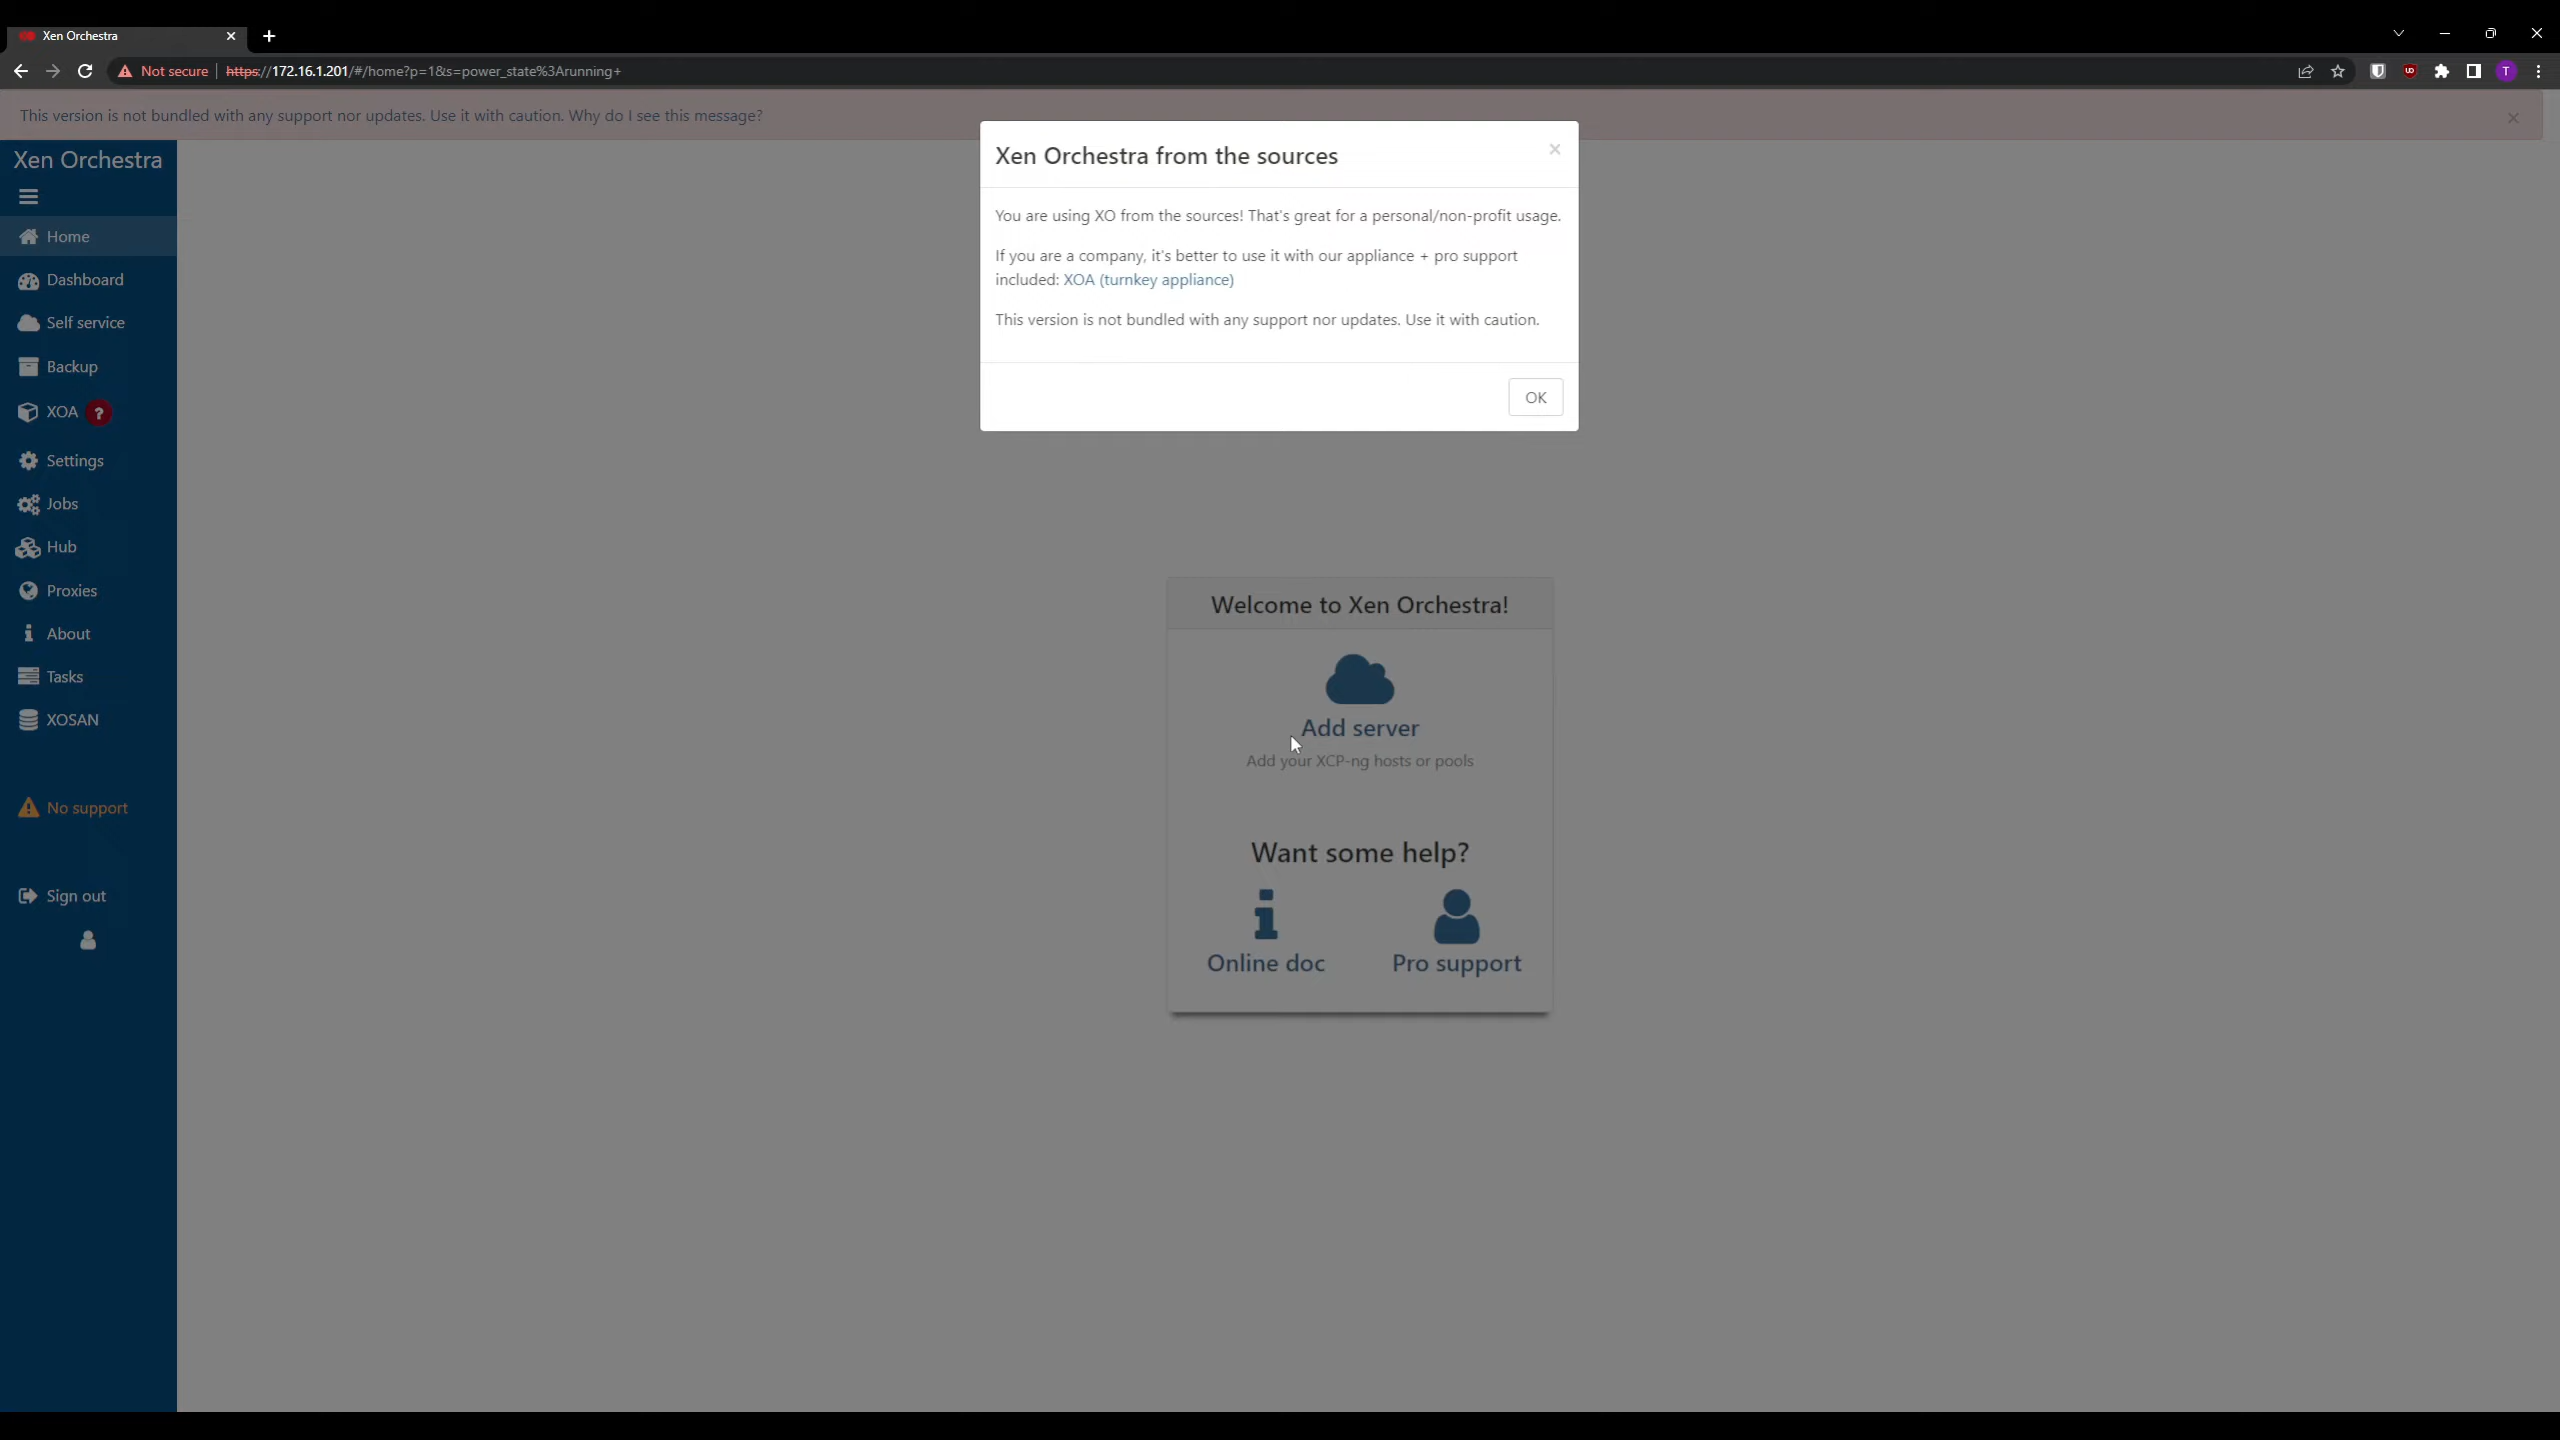 Xen Orchestra
Not secure https://172.16.1.201/#/home?p=1&s=power_state%3Arunning+
UO
T
This version is not bundled with any support nor updates. Use it with caution. Why do I see this message?
Xen Orchestra
Home
Dashboard
Self service
Backup
XOA ?
Settings
Jobs
Hub
Proxies
About
Tasks
XOSAN
No support
Sign out
Xen Orchestra from the sources
You are using XO from the sources! That's great for a personal/non-profit usage.
If you are a company, it's better to use it with our appliance + pro support
included: XOA (turnkey appliance)
This version is not bundled with any support nor updates. Use it with caution.
OK
Welcome to Xen Orchestra!
Add server
Add your XCP-ng hosts or pools
Want some help?
Online doc Pro support